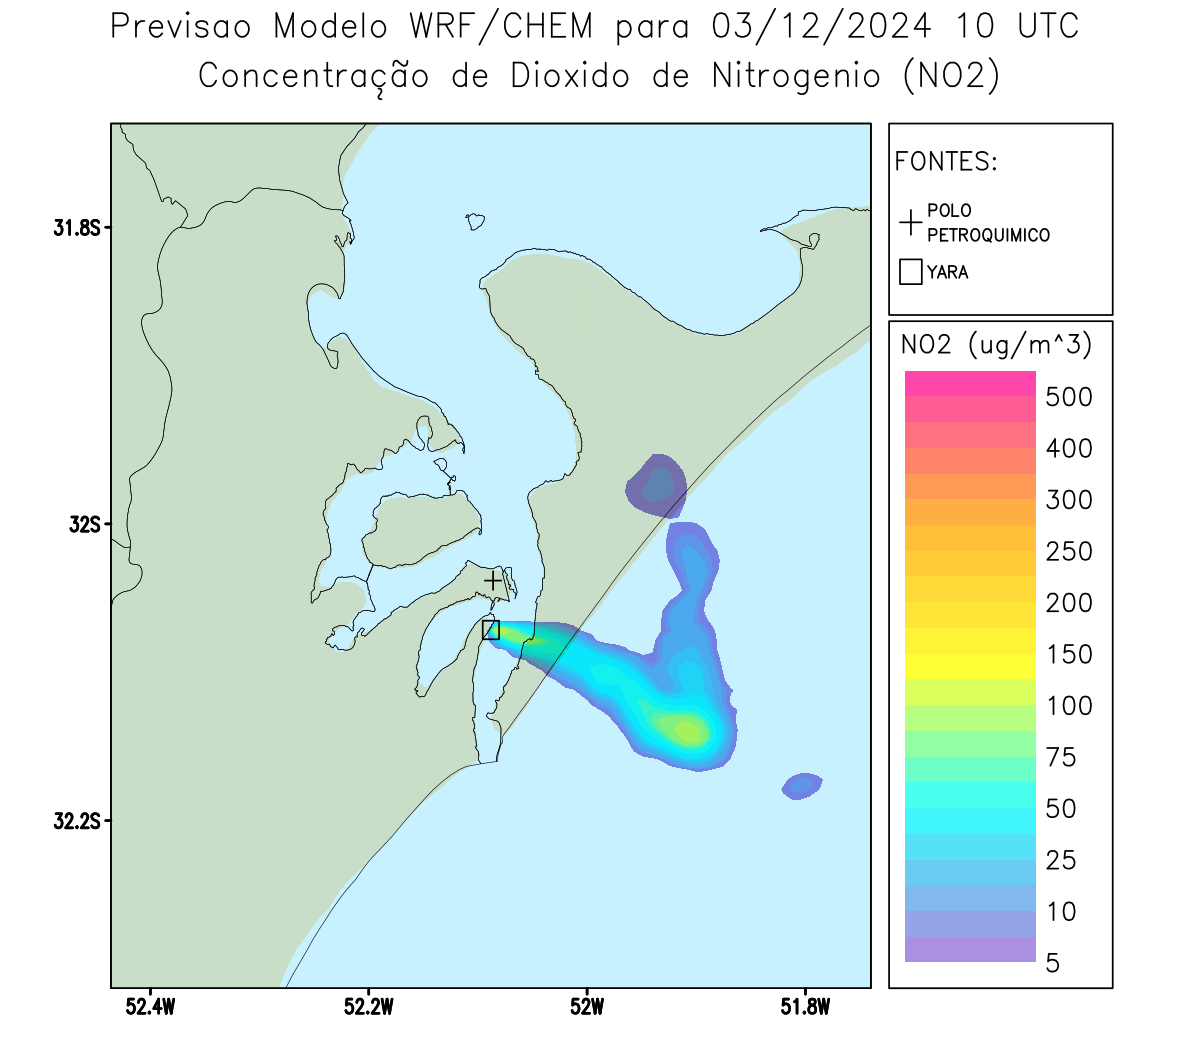 Previsao Modelo WRF/CHEM para 03/12/2024 10 UTC
Concentração de Dioxido de Nitrogenio (NO2)
FONTES:
POLO
PETROQUIMICO
YARA
NO2 (ug/m^3)
500
400
300
250
200
150
100
75
50
25
10
5
31.8S
32S
32.2S
52.4W
52.2W
52W
51.8W